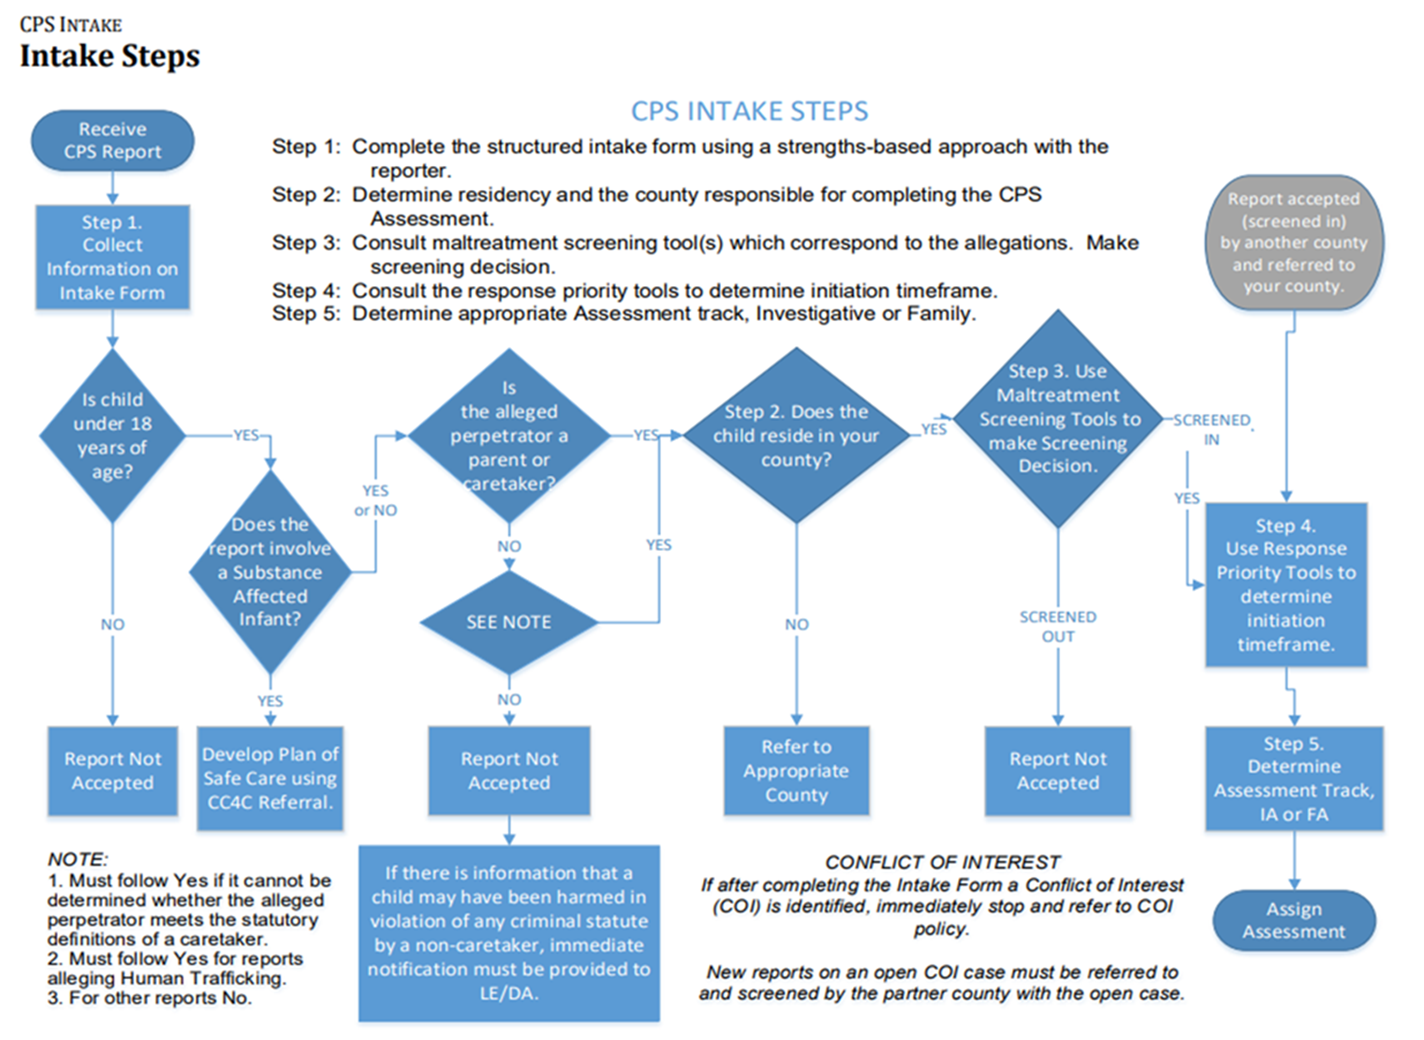 CPS INTAKE
Intake Steps
CPS INTAKE STEPS
Step 1: Complete the structured intake form using a strengths-based approach with the
reporter.
Step 2: Determine residency and the county responsible for completing the CPS
Assessment.
Step 3: Consult maltreatment screening tool(s) which correspond to the allegations. Make
screening decision.
Step 4: Consult the response priority tools to determine initiation timeframe.
Step 5: Determine appropriate Assessment track, Investigative or Family.
Receive
CPS Report
Step 1.
Collect
Information on
Intake Form
Is child
under 18
years of
age?
YES
NO
Report Not
Accepted
Does the
report involve
a Substance
Affected
Infant?
YES
or NO
YES
Develop Plan of
Safe Care using
CC4C Referral.
Is
the alleged
perpetrator a
parent or
caretaker?
YES
NO
SEE NOTE
YES
NO
Report Not
Accepted
If there is information that a
child may have been harmed in
violation of any criminal statute
by a non-caretaker, immediate
notification must be provided to
LE/DA.
Step 2. Does the
child reside in your
county?
YES
NO
Refer to
Appropriate
County
Step 3. Use
Maltreatment
Screening Tools to
make Screening
Decision.
SCREENED
IN
YES
SCREENED
OUT
Report Not
Accepted
Report accepted
(screened in)
by another county
and referred to
your county.
Step 4.
Use Response
Priority Tools to
determine
initiation
timeframe.
Step 5.
Determine
Assessment Track,
IA or FA
Assign
Assessment
NOTE:
1. Must follow Yes if it cannot be
determined whether the alleged
perpetrator meets the statutory
definitions of a caretaker.
2. Must follow Yes for reports
alleging Human Trafficking.
3. For other reports No.
CONFLICT OF INTEREST
If after completing the Intake Form a Conflict of Interest
(COI) is identified, immediately stop and refer to COI
policy.
New reports on an open COI case must be referred to
and screened by the partner county with the open case.